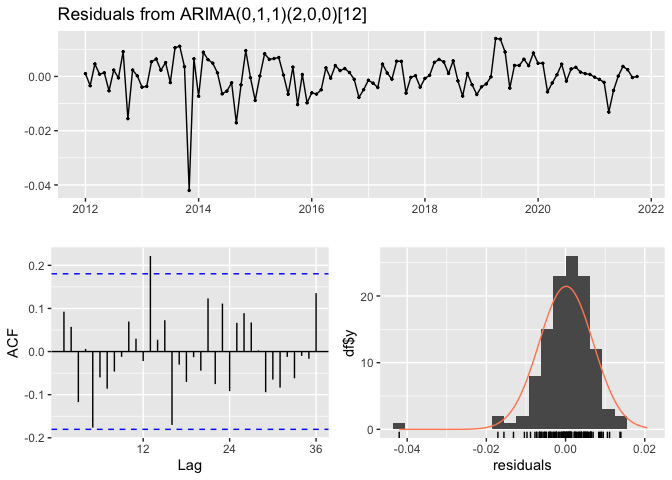 Residuals from ARIMA(0,1,1)(2,0,0)[12]
0.00
-0.02
-0.04
2012 2014 2016 2018 2020 2022
0.2
0.1
0.0
-0.1
-0.2
ACF
12 24 36
Lag
20
10
0
df$y
-0.04 -0.02 0.00 0.02
residuals